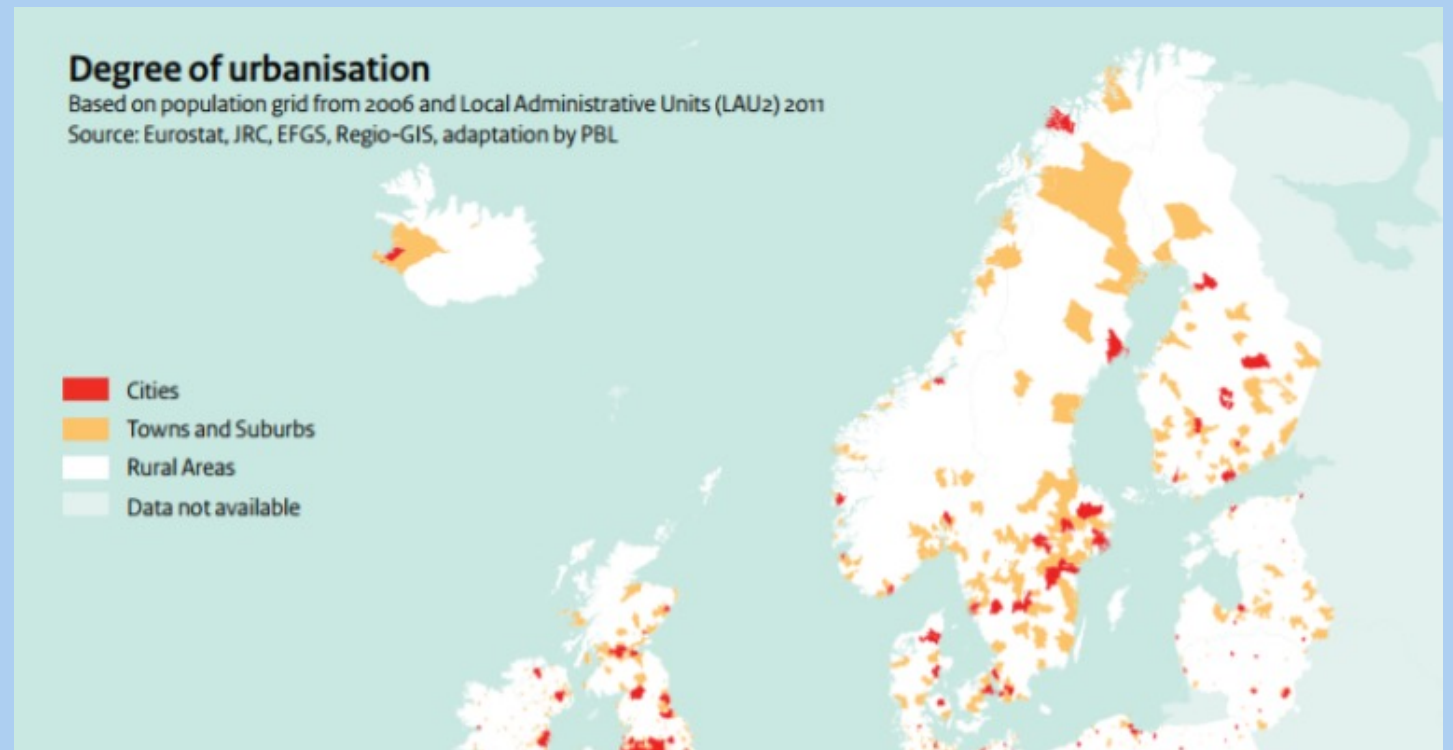 Degree of urbanisation
Based on population grid from 2006 and Local Administrative Units (LAU2) 2011
Source: Eurostat, JRC, EFGS, Regio-GIS, adaptation by PBL
Cities
Towns and Suburbs
Rural Areas
Data not available